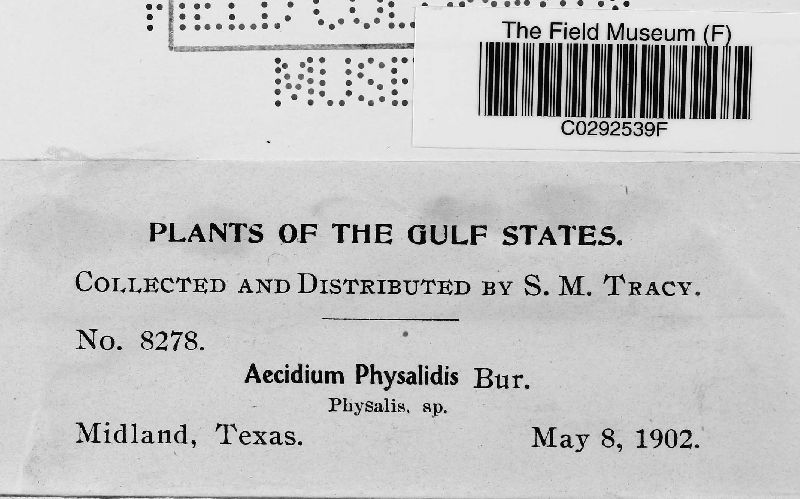 The Field Museum (F)
C0292539F
PLANTS OF THE GULF STATES.
COLLECTED AND DISTRIBUTED BY S. M. TRACY.
No. 8278.
Aecidium Physalidis Bur.
Physalis. sp.
Midland, Texas. May 8, 1902.